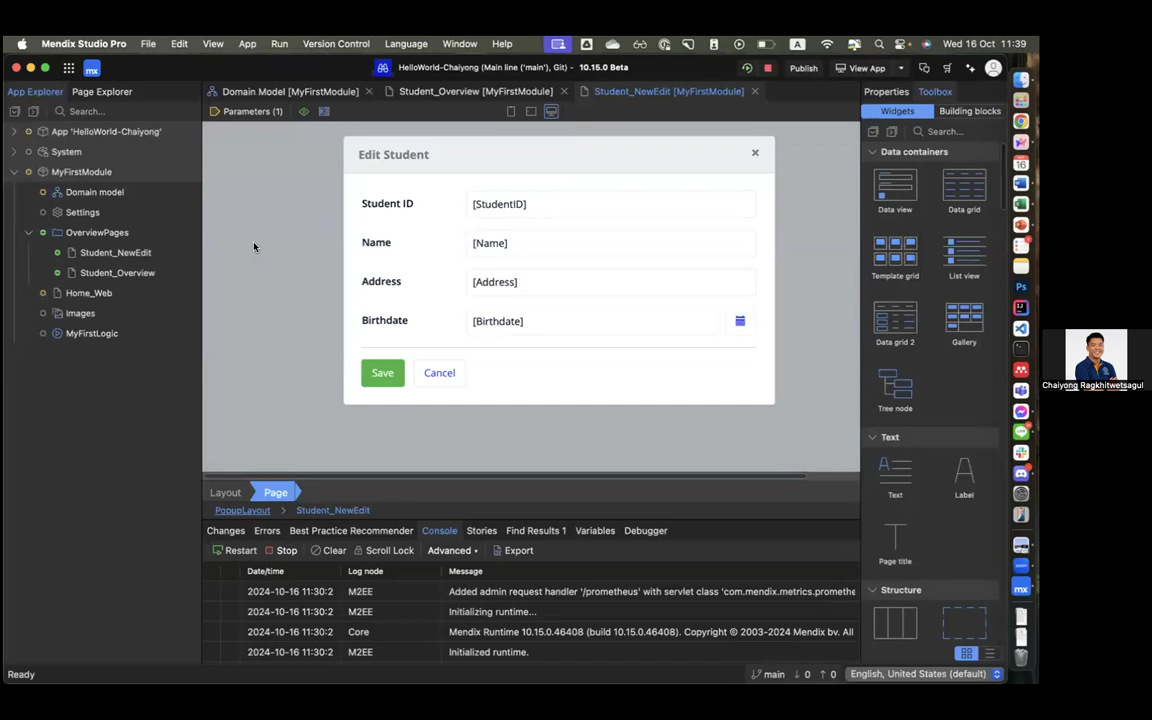 Mendix Studio Pro File Edit View App Run Version Control Language Window Help A Wed 16 Oct 11:39
mx HelloWorld-Chaiyong (Main line ('main'), Git) - 10.15.0 Beta Publish View App
App Explorer Page Explorer Domain Model [MyFirstModule] Student_Overview [MyFirstModule] Student_NewEdit [MyFirstModule] Properties Toolbox
Search... Parameters (1) Widgets Building blocks
App 'HelloWorld-Chaiyong' Search...
System Data containers
MyFirstModule
Domain model
Settings
OverviewPages
Student_NewEdit
Student_Overview
Home_Web
Images
MyFirstLogic
Edit Student
Student ID [StudentID]
Name [Name]
Address [Address]
Birthdate [Birthdate]
Save Cancel
Data view Data grid
Template grid List view
Data grid 2 Gallery
Tree node
Text
Text Label
Page title
Structure
Chaiyong Ragkhitwetsagul
Layout Page
PopupLayout > Student_NewEdit
Changes Errors Best Practice Recommender Console Stories Find Results 1 Variables Debugger
Restart Stop Clear Scroll Lock Advanced Export
Date/time Log node Message
2024-10-16 11:30:2 M2EE Added admin request handler '/prometheus' with servlet class 'com.mendix.metrics.promethe
2024-10-16 11:30:2 M2EE Initializing runtime...
2024-10-16 11:30:2 Core Mendix Runtime 10.15.0.46408 (build 10.15.0.46408). Copyright © 2003-2024 Mendix bv. All
2024-10-16 11:30:2 M2EE Initialized runtime.
Ready main ↓ 0 ↑ 0 English, United States (default)